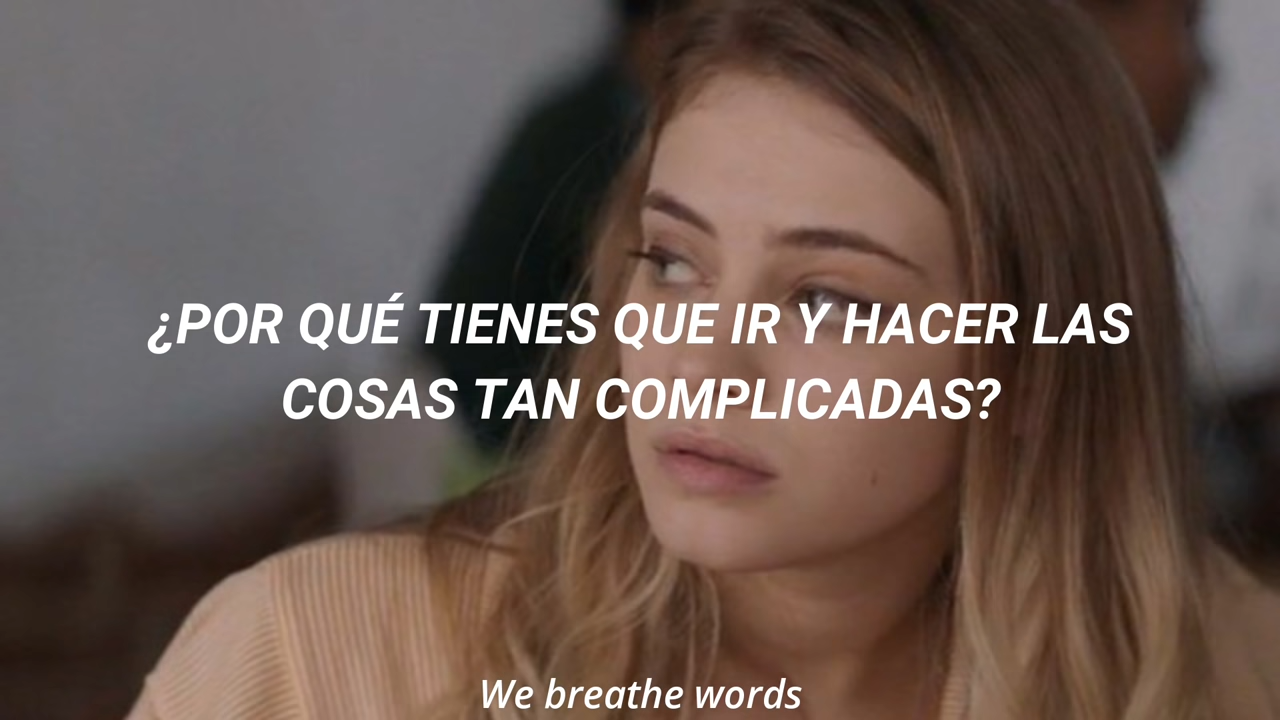 ¿POR QUÉ TIENES QUE IR Y HACER LAS
COSAS TAN COMPLICADAS?
We breathe words